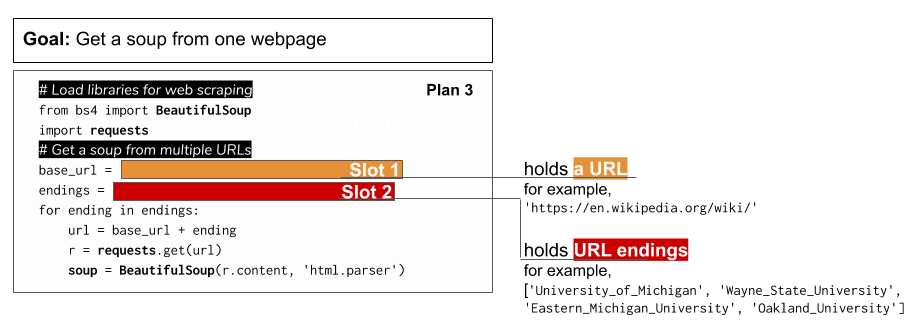 Goal: Get a soup from one webpage
# Load libraries for web scraping
Plan 3
from bs4 import BeautifulSoup
import requests
# Get a soup from multiple URLs
base_url = Slot 1
endings = Slot 2
for ending in endings:
url = base_url + ending
r = requests.get(url)
soup = BeautifulSoup(r.content, 'html.parser')
holds a URL
for example,
'https://en.wikipedia.org/wiki/'
holds URL endings
for example,
['University_of_Michigan', 'Wayne_State_University',
'Eastern_Michigan_University', 'Oakland_University']